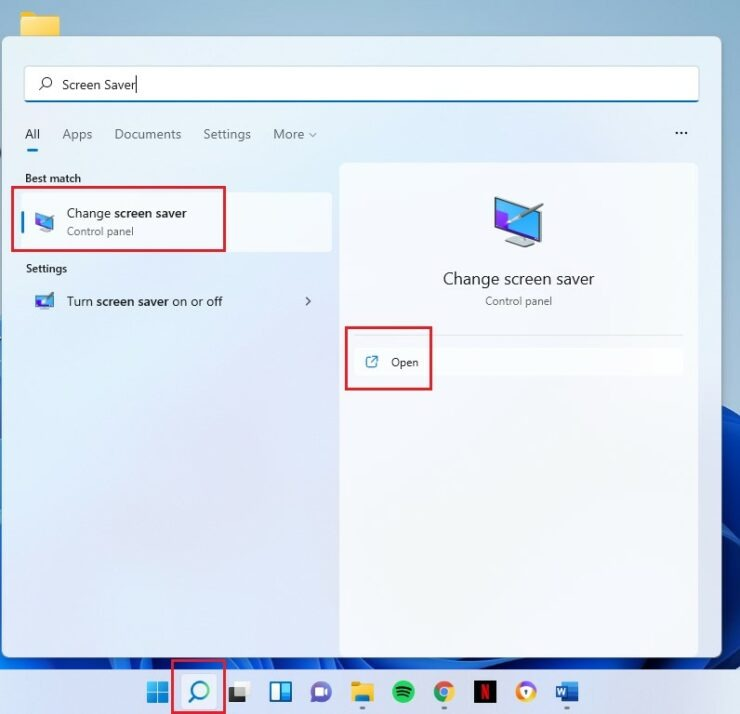 Screen Saver
All Apps Documents Settings More
Best match
Change screen saver
Control panel
Settings
Turn screen saver on or off
Change screen saver
Control panel
Open
N
W